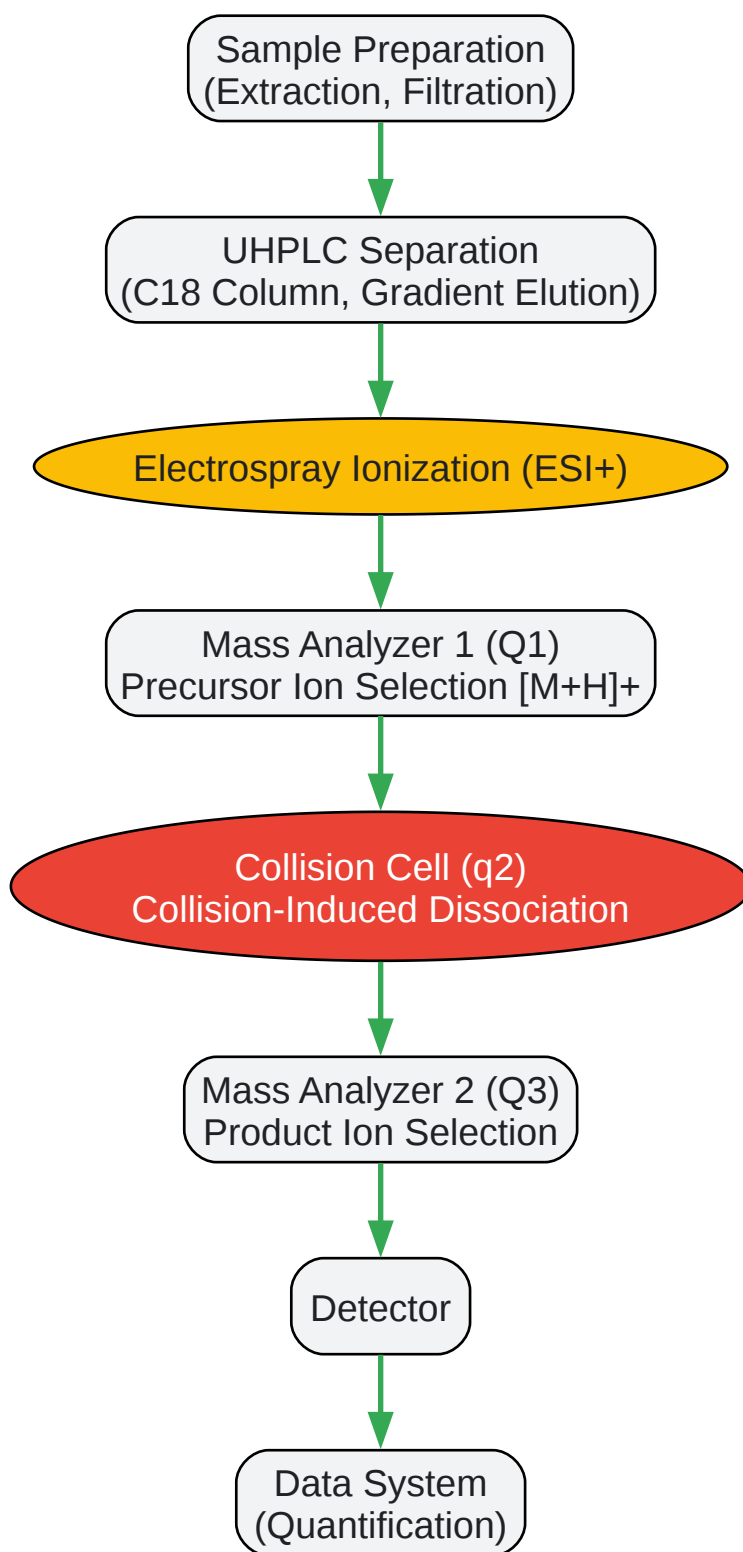 Sample Preparation
(Extraction, Filtration)
UHPLC Separation
(C18 Column, Gradient Elution)
Electrospray Ionization (ESI+)
Mass Analyzer 1 (Q1)
Precursor Ion Selection [M+H]+
Collision Cell (q2)
Collision-Induced Dissociation
Mass Analyzer 2 (Q3)
Product Ion Selection
Detector
Data System
(Quantification)